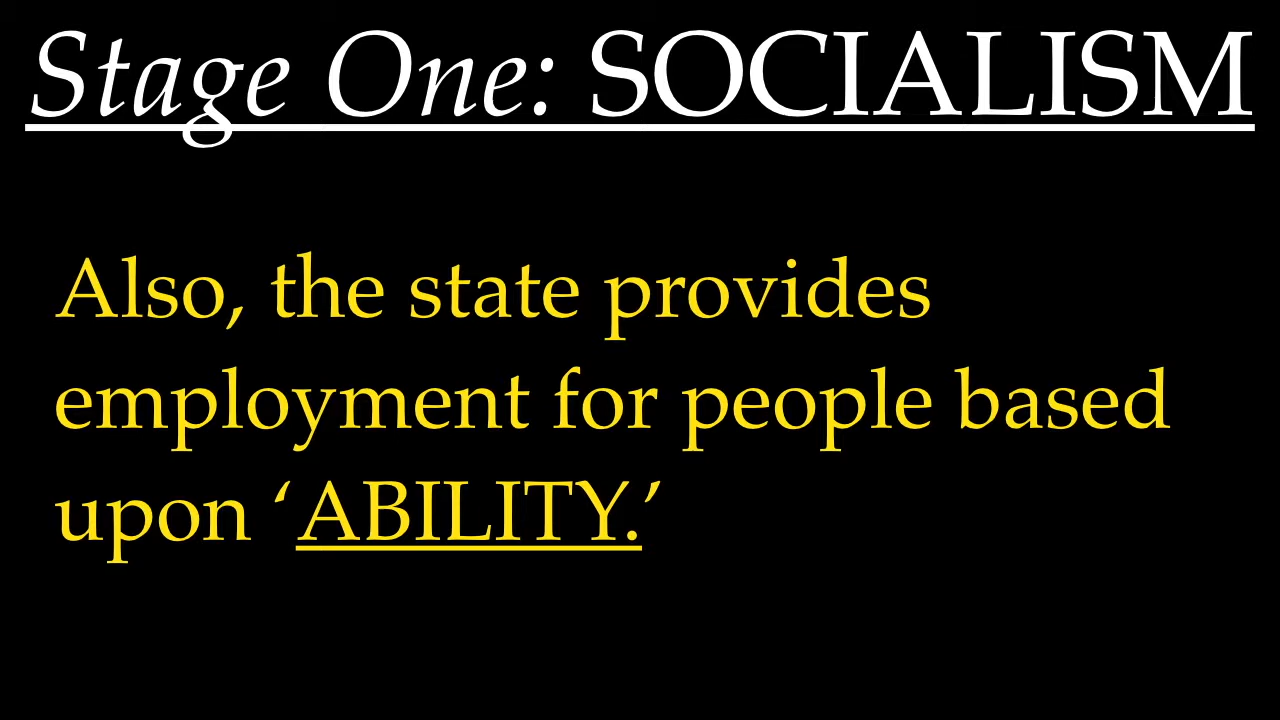 Stage One: SOCIALISM
Also, the state provides
employment for people based
upon ‘ABILITY.’